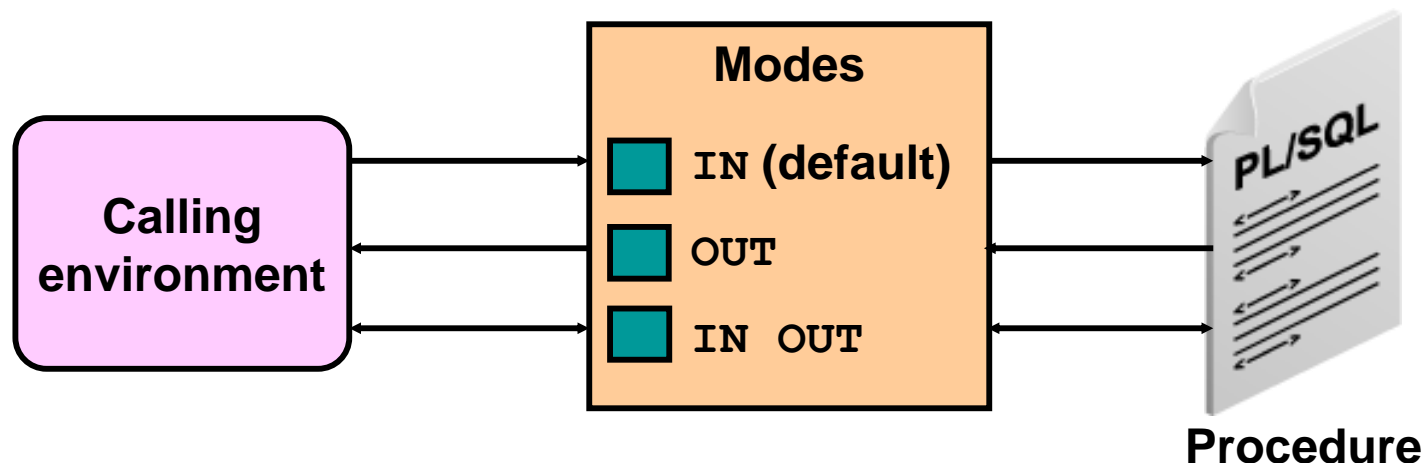 Modes
IN (default)
OUT
IN OUT
Calling
environment
PL/SQL
Procedure